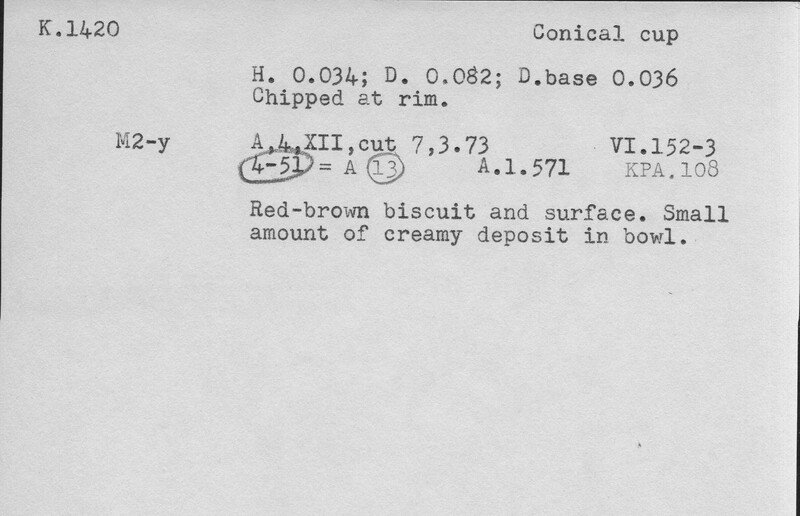 K.1420 Conical cup
H. 0.034; D. 0.082; D.base 0.036
Chipped at rim.
M2-y A,4,XII,cut 7,3.73 VI.152-3
4-51 = A 13 A.1.571 KPA.108
Red-brown biscuit and surface. Small
amount of creamy deposit in bowl.